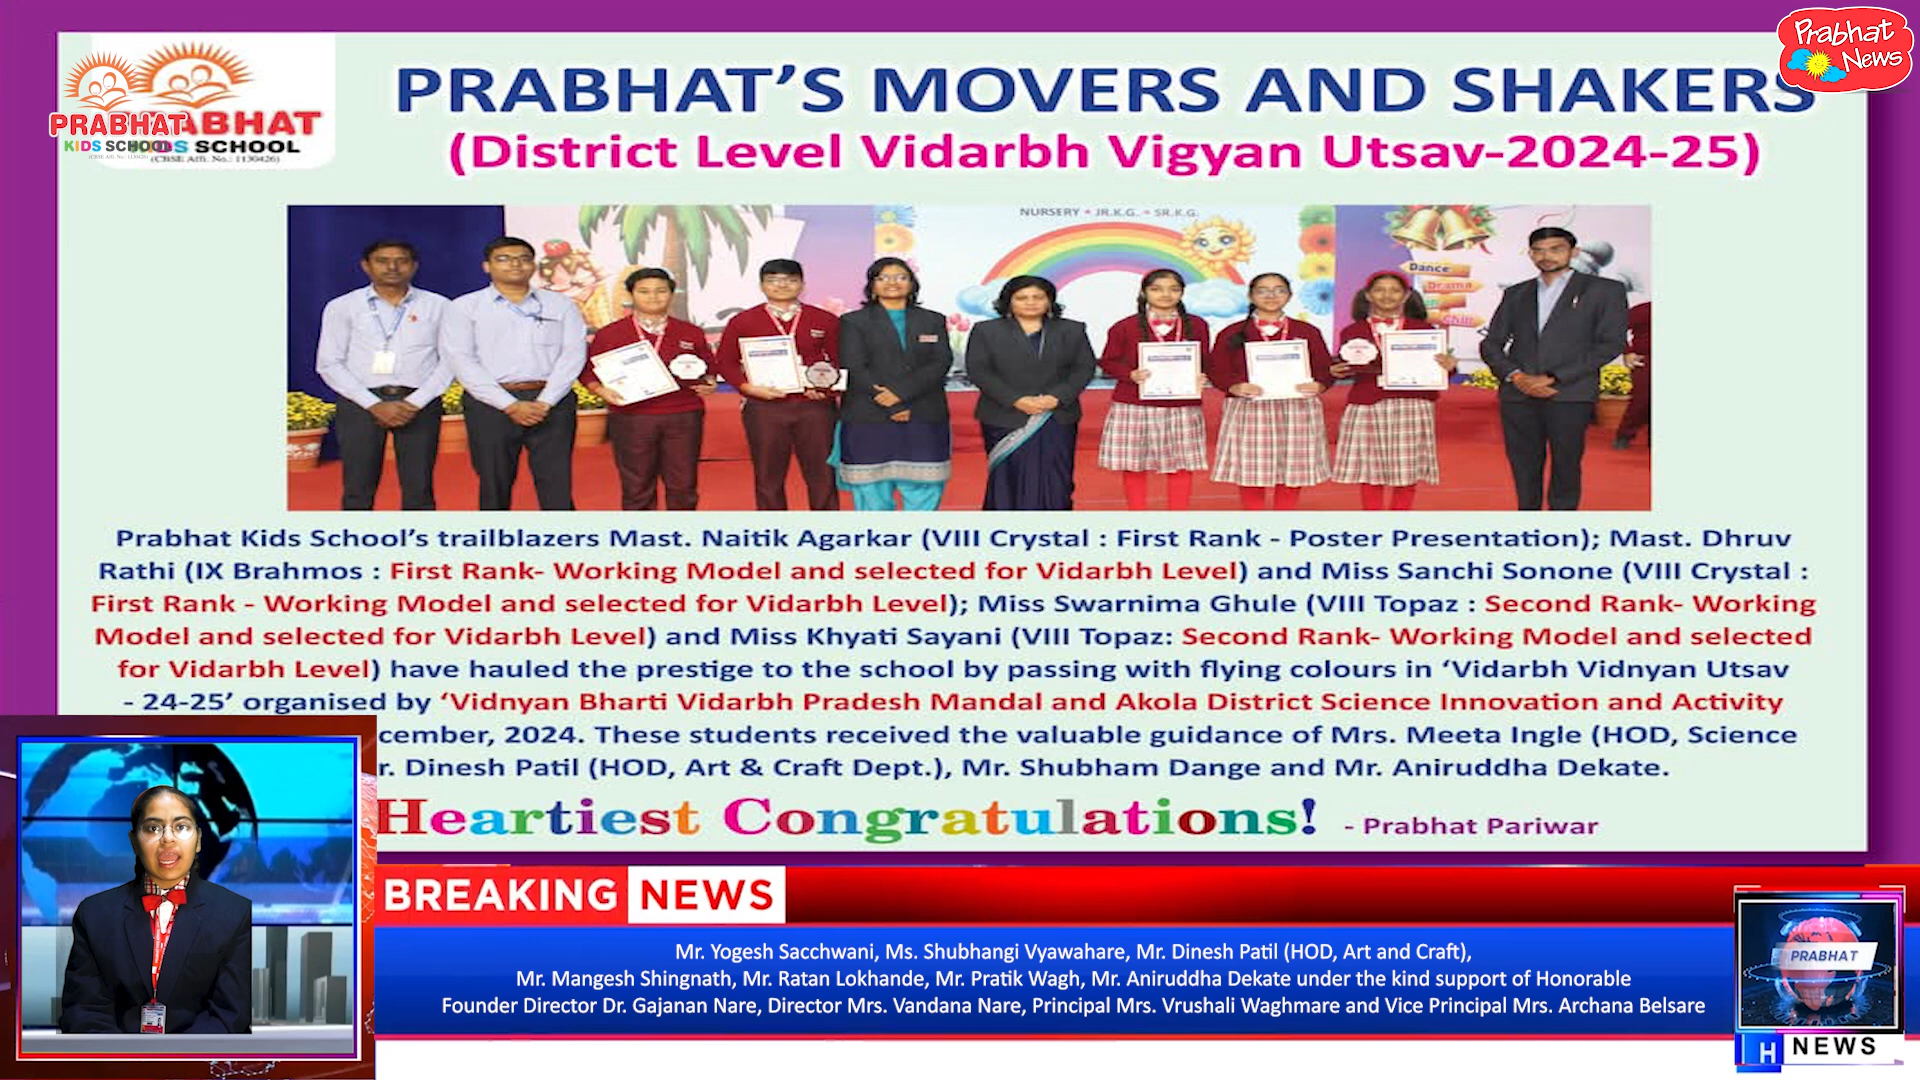 PRABHAT
KIDS SCHOOL
PRABHAT'S MOVERS AND SHAKERS
(District Level Vidarbh Vigyan Utsav-2024-25)
Prabhat
News
ABHAT
SCHOOL
(CBSE Affi. No.: 1130426)
NURSERY • JR.K.G. • SR.K.G.
Dance
Drama
Chill
Prabhat Kids School's trailblazers Mast. Naitik Agarkar (VIII Crystal : First Rank - Poster Presentation); Mast. Dhruv
Rathi (IX Brahmos : First Rank- Working Model and selected for Vidarbh Level) and Miss Sanchi Sonone (VIII Crystal :
First Rank - Working Model and selected for Vidarbh Level); Miss Swarnima Ghule (VIII Topaz : Second Rank- Working
Model and selected for Vidarbh Level) and Miss Khyati Sayani (VIII Topaz: Second Rank- Working Model and selected
for Vidarbh Level) have hauled the prestige to the school by passing with flying colours in ‘Vidarbh Vidnyan Utsav
- 24-25’ organised by ‘Vidnyan Bharti Vidarbh Pradesh Mandal and Akola District Science Innovation and Activity
cember, 2024. These students received the valuable guidance of Mrs. Meeta Ingle (HOD, Science
r. Dinesh Patil (HOD, Art & Craft Dept.), Mr. Shubham Dange and Mr. Aniruddha Dekate.
Heartiest Congratulations! - Prabhat Pariwar
BREAKING NEWS
Mr. Yogesh Sacchwani, Ms. Shubhangi Vyawahare, Mr. Dinesh Patil (HOD, Art and Craft),
Mr. Mangesh Shingnath, Mr. Ratan Lokhande, Mr. Pratik Wagh, Mr. Aniruddha Dekate under the kind support of Honorable
Founder Director Dr. Gajanan Nare, Director Mrs. Vandana Nare, Principal Mrs. Vrushali Waghmare and Vice Principal Mrs. Archana Belsare
PRABHAT
H NEWS